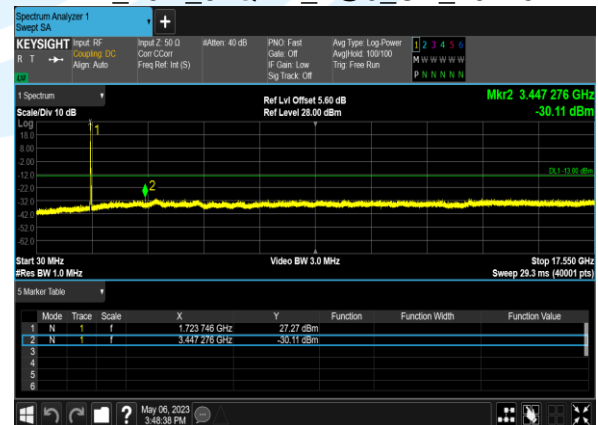 Spectrum Analyzer 1
Swept SA
+
KEYSIGHT Input: RF Input Z: 50 Ω #Atten: 40 dB PNO: Fast Avg Type: Log-Power 1 2 3 4 5 6
R T Coupling: DC Corr CCorr Gate: Off Avg|Hold: 100/100 M W W W W W
Align: Auto Freq Ref: Int (S) IF Gain: Low Trig: Free Run
Sig Track: Off P N N N N N
1 Spectrum Ref Lvl Offset 5.60 dB Mkr2 3.447 276 GHz
Scale/Div 10 dB Ref Level 28.00 dBm -30.11 dBm
Log
18.0 1
8.00
-2.00
-12.0 DL1 -13.00 dBm
-22.0 2
-32.0
-42.0
-52.0
-62.0
Start 30 MHz Video BW 3.0 MHz Stop 17.550 GHz
#Res BW 1.0 MHz Sweep 29.3 ms (40001 pts)
5 Marker Table
Mode Trace Scale X Y Function Function Width Function Value
1 N 1 f 1.723 746 GHz 27.27 dBm
2 N 1 f 3.447 276 GHz -30.11 dBm
3
4
5
6
? May 06, 2023
3:48:38 PM